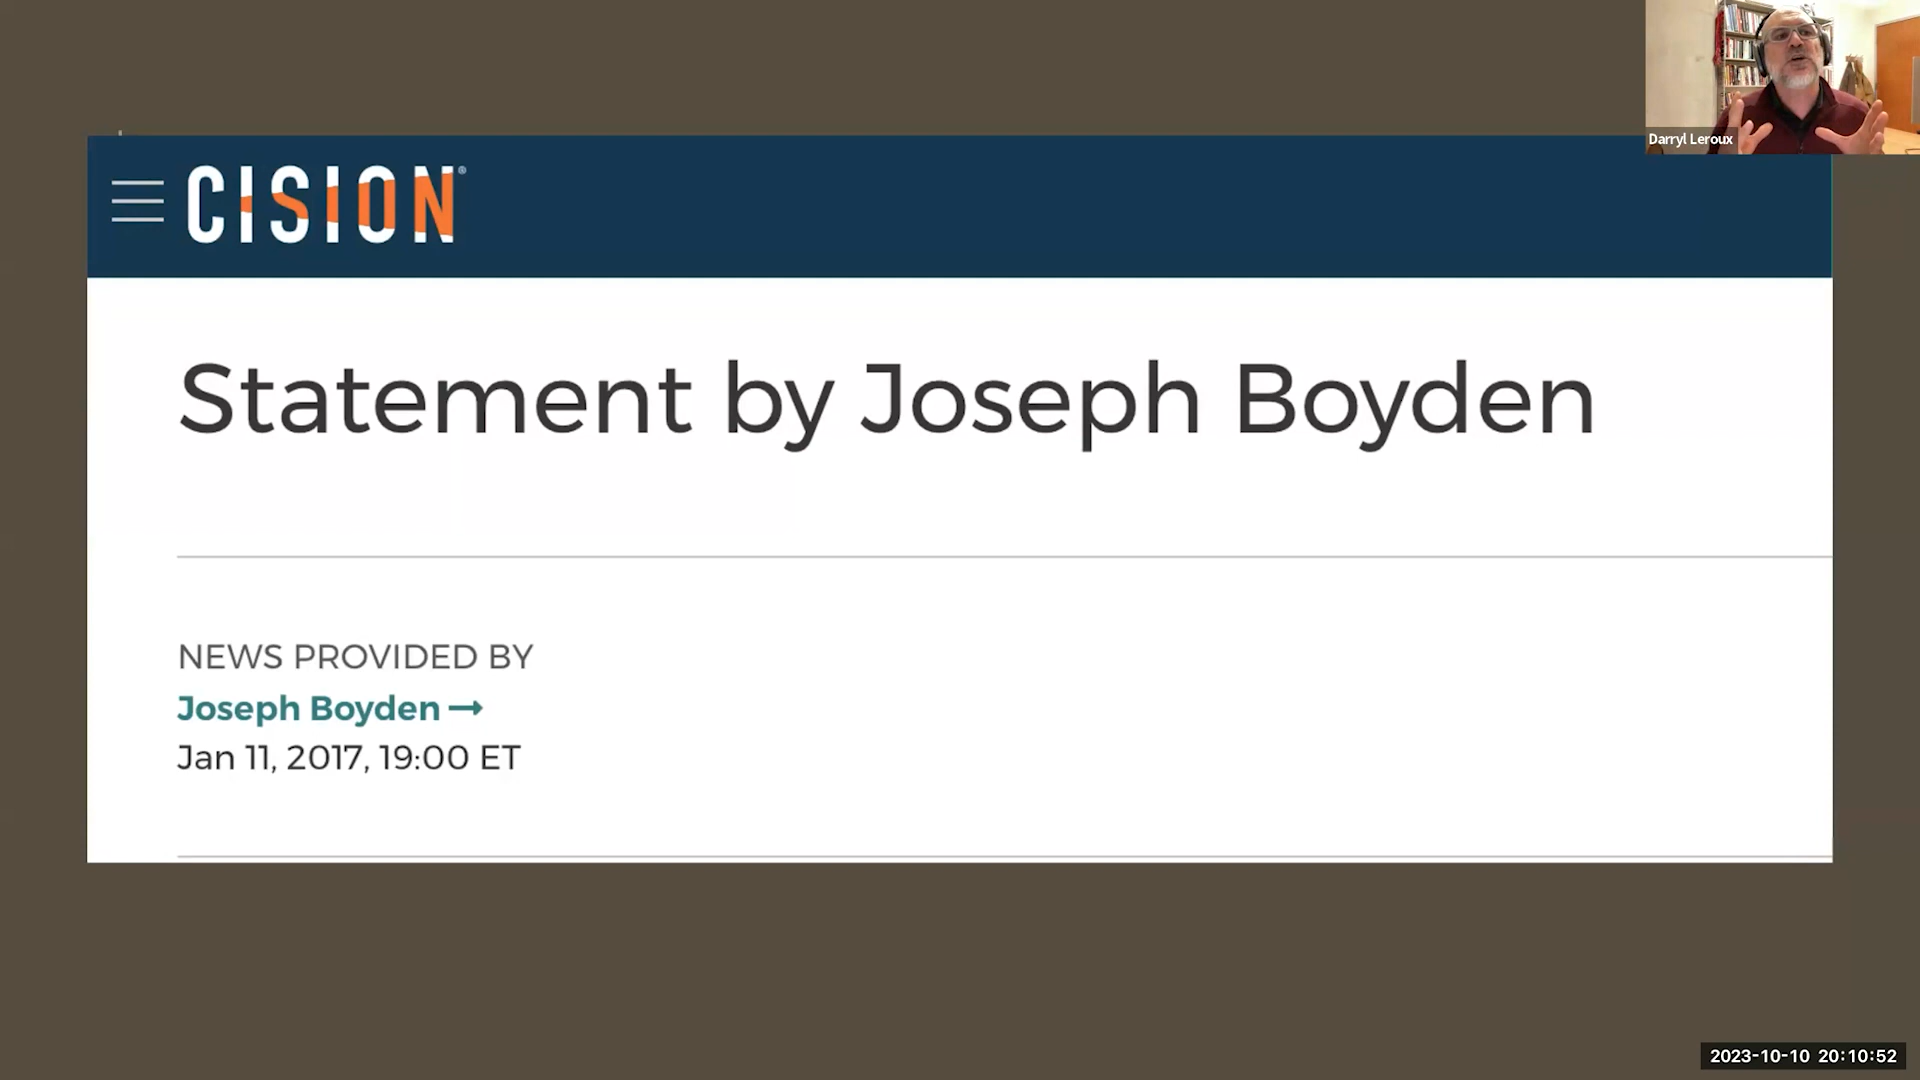 Darryl Leroux
CISION®
Statement by Joseph Boyden
NEWS PROVIDED BY
Joseph Boyden →
Jan 11, 2017, 19:00 ET
2023-10-10 20:10:52